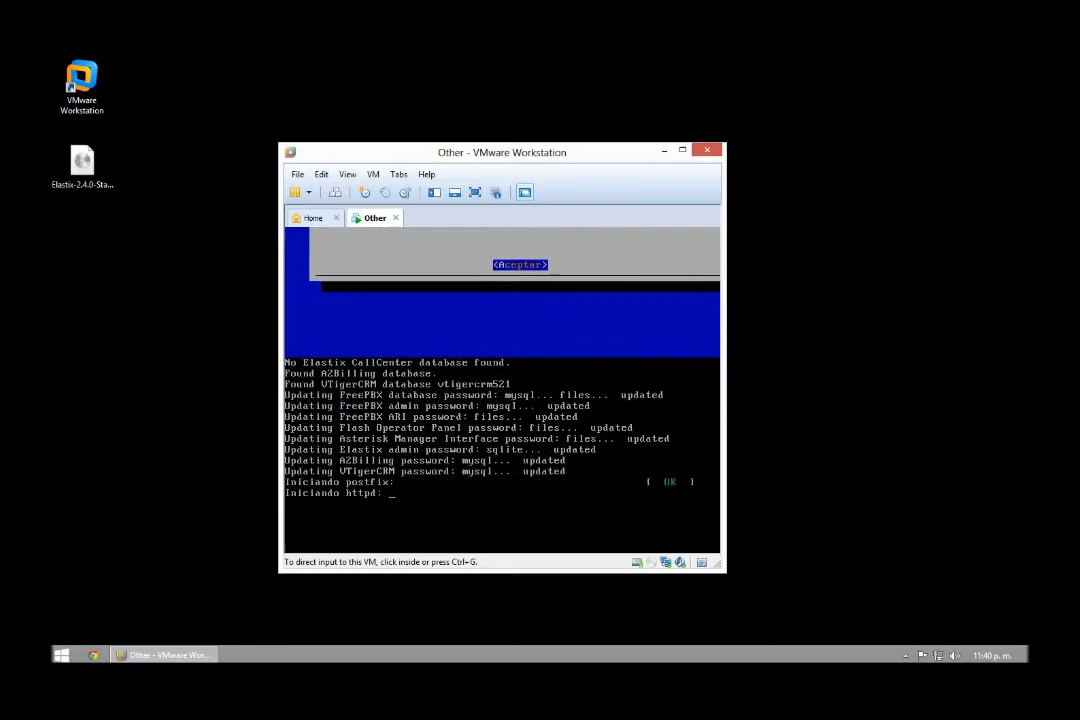 VMware
Workstation
Elastix-2.4.0-Sta...
Other - VMware Workstation
File Edit View VM Tabs Help
Home Other
<Aceptar>
No Elastix CallCenter database found.
Found A2Billing database.
Found VTigerCRM database vtigercrm521
Updating FreePBX database password: mysql... files... updated
Updating FreePBX admin password: mysql... updated
Updating FreePBX ARI password: files... updated
Updating Flash Operator Panel password: files... updated
Updating Asterisk Manager Interface password: files... updated
Updating Elastix admin password: sqlite... updated
Updating A2Billing password: mysql... updated
Updating VTigerCRM password: mysql... updated
Iniciando postfix: [ OK ]
Iniciando httpd: _
To direct input to this VM, click inside or press Ctrl+G.
Other - VMware Wor...
11:40 p. m.